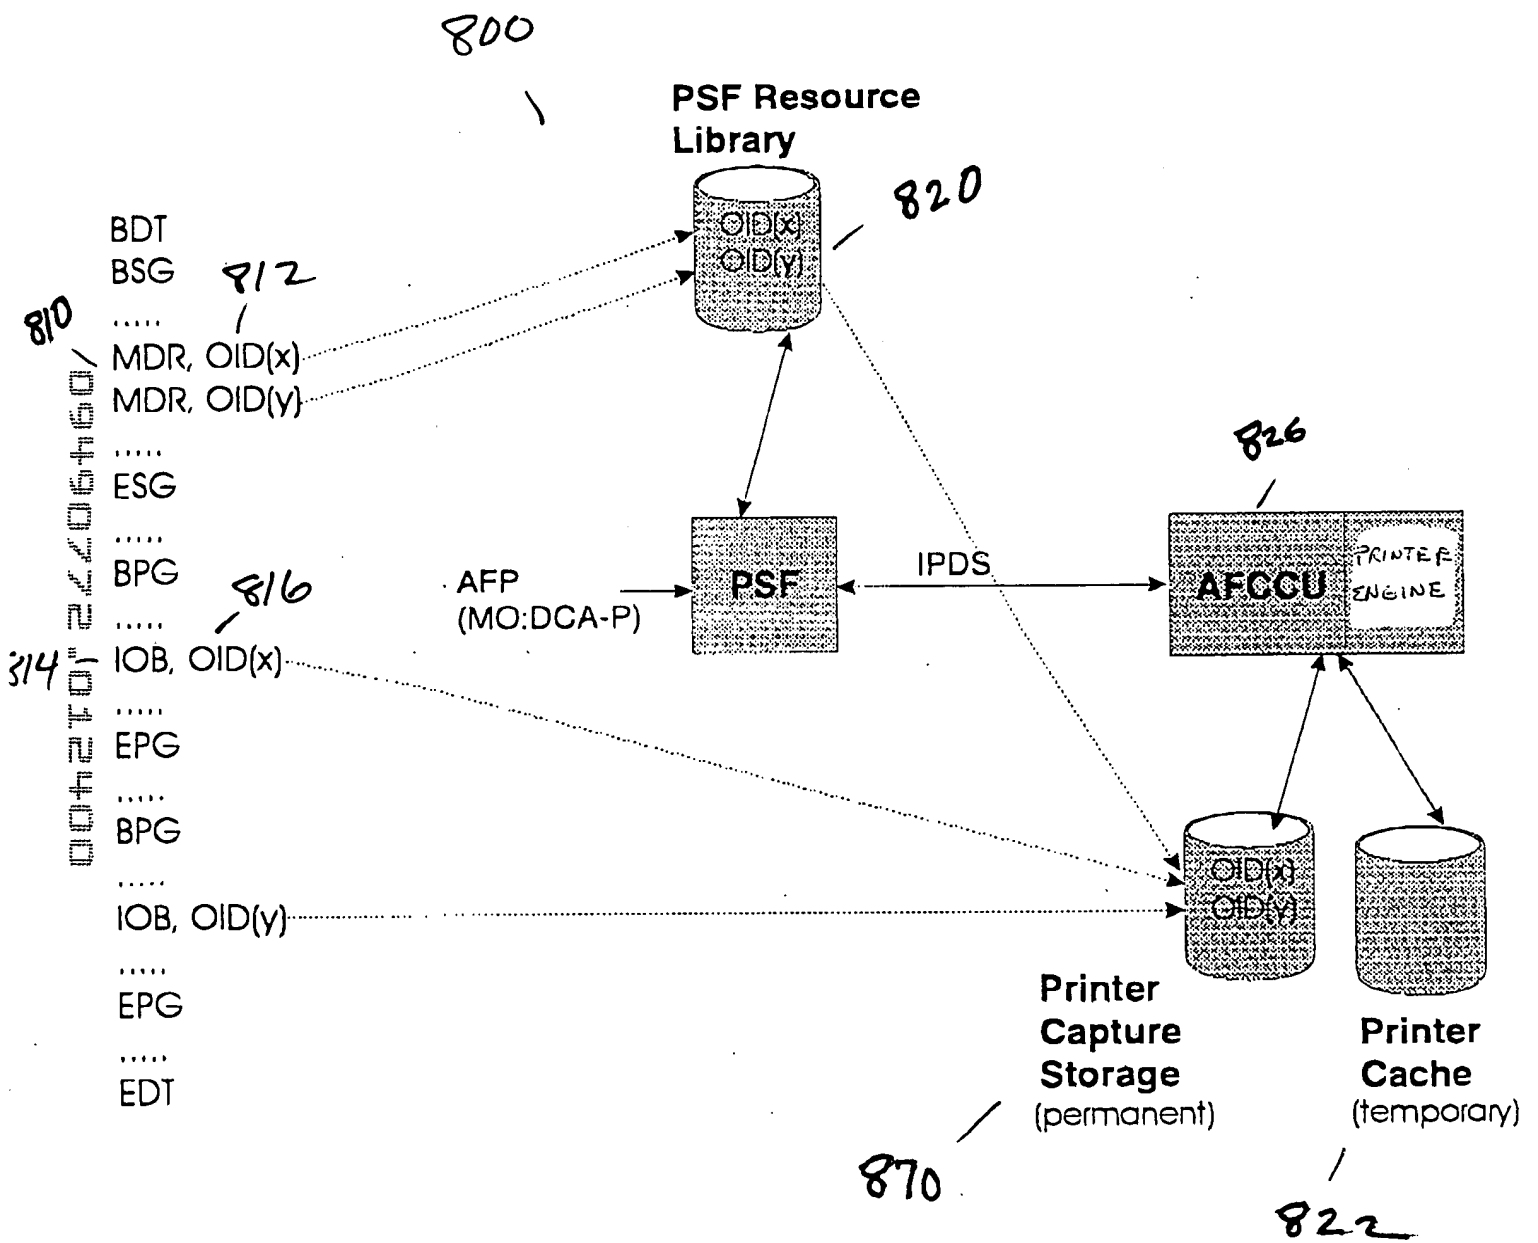 800
PSF Resource
Library
820
OID(x)
OID(y)
BDT
BSG
812
810
.....
MDR, OID(x)
MDR, OID(y)
.....
ESG
.....
BPG
816
.....
814
IOB, OID(x)
.....
EPG
.....
BPG
.....
IOB, OID(y)
.....
EPG
.....
EDT
AFP
(MO:DCA-P)
PSF
IPDS
826
AFCCU
PRINTER
ENGINE
OID(x)
OID(y)
Printer
Capture
Storage
(permanent)
870
Printer
Cache
(temporary)
822